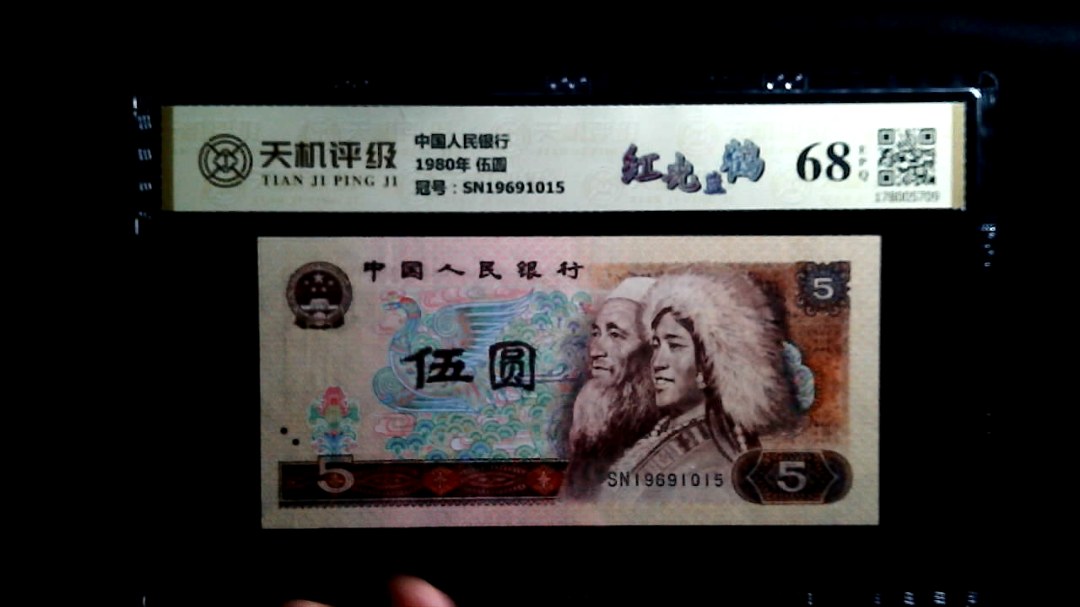 天机评级
TIAN JI PING JI
中国人民银行
1980年 伍圆
冠号：SN19691015
红光蓝鹤
68
EPQ
178005709
中国人民银行
5
伍圆
5
SN19691015
5